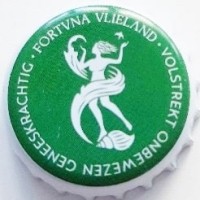 FORTVNA VLIELAND · VOLSTREKT ONBEWEZEN GENEESKRACHTIG ·